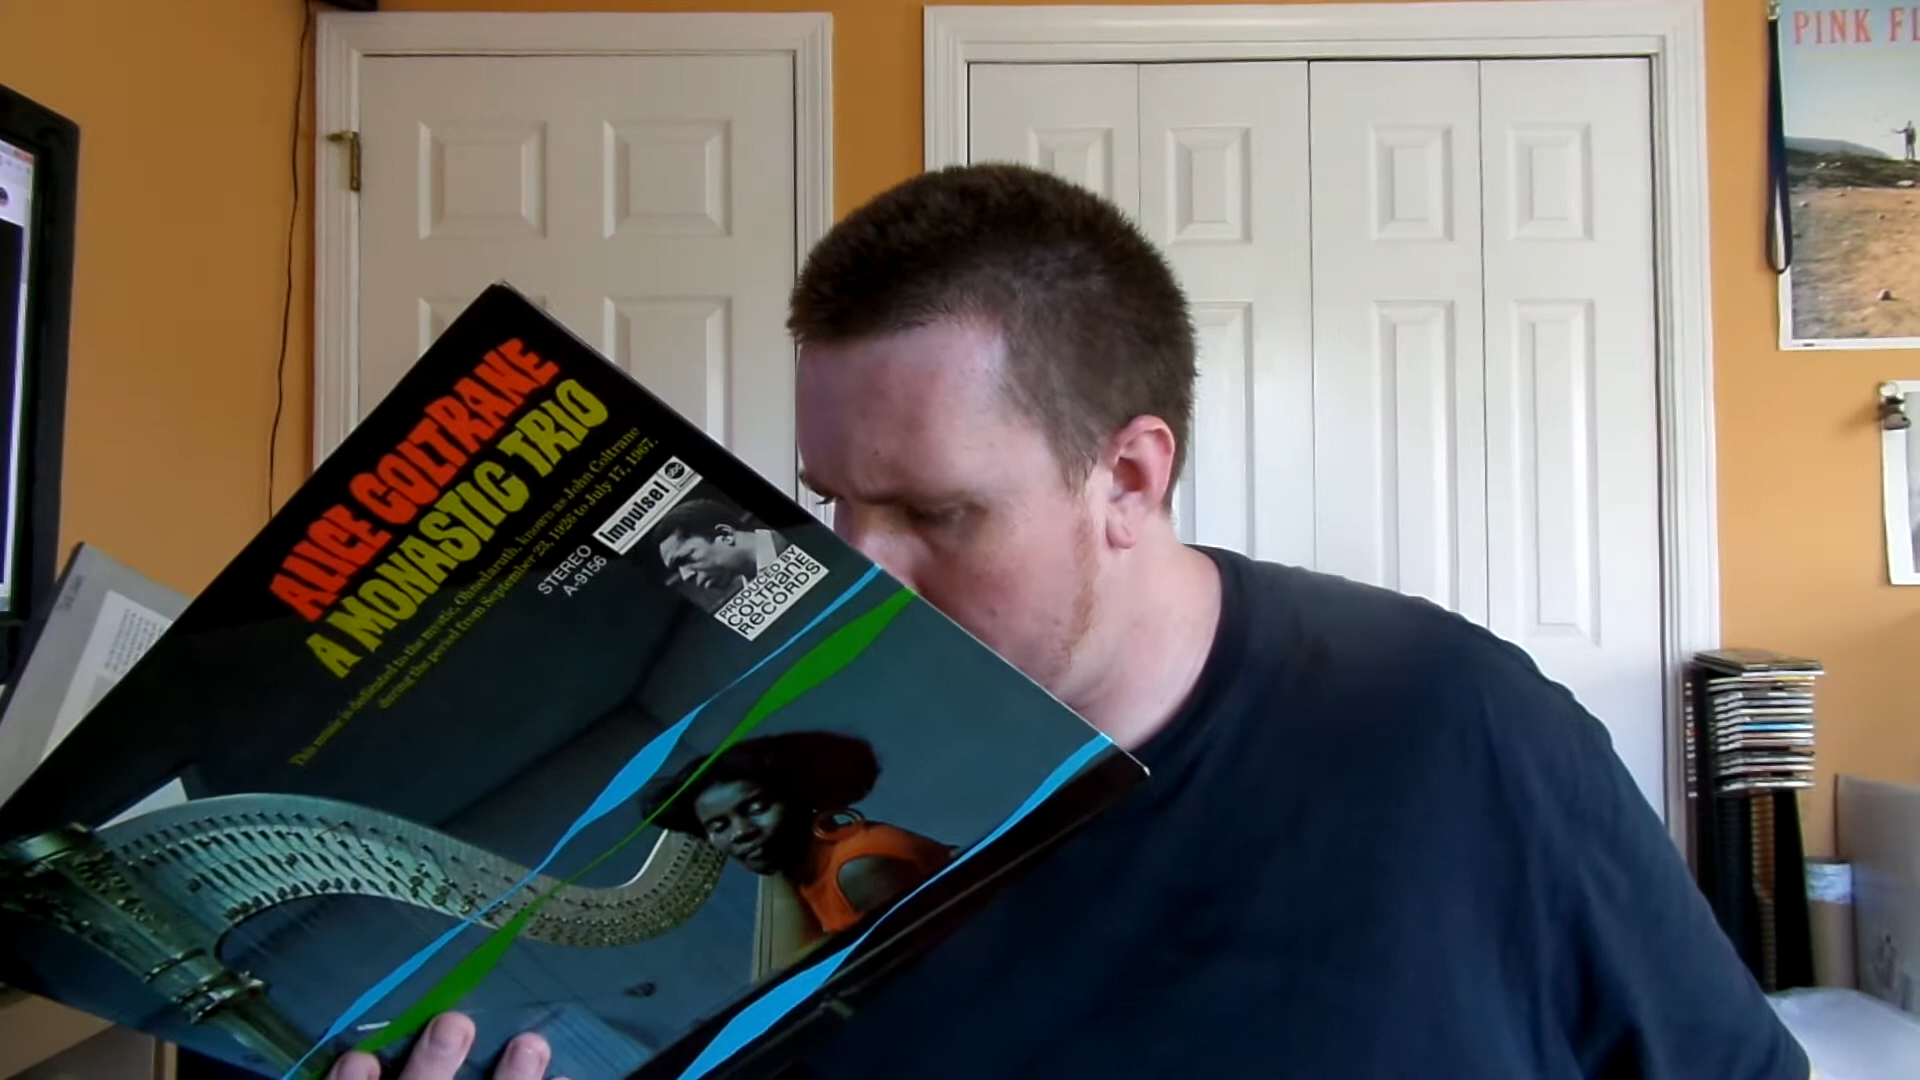 ALICE COLTRANE
A MONASTIC TRIO
This music is dedicated to the mystic, Ohnedaruth, known as John Coltrane
during the period from September 23, 1926 to July 17, 1967.
STEREO
A-9156
Impulse!
abc
PRODUCED BY
COLTRANE
RECORDS
PINK FL